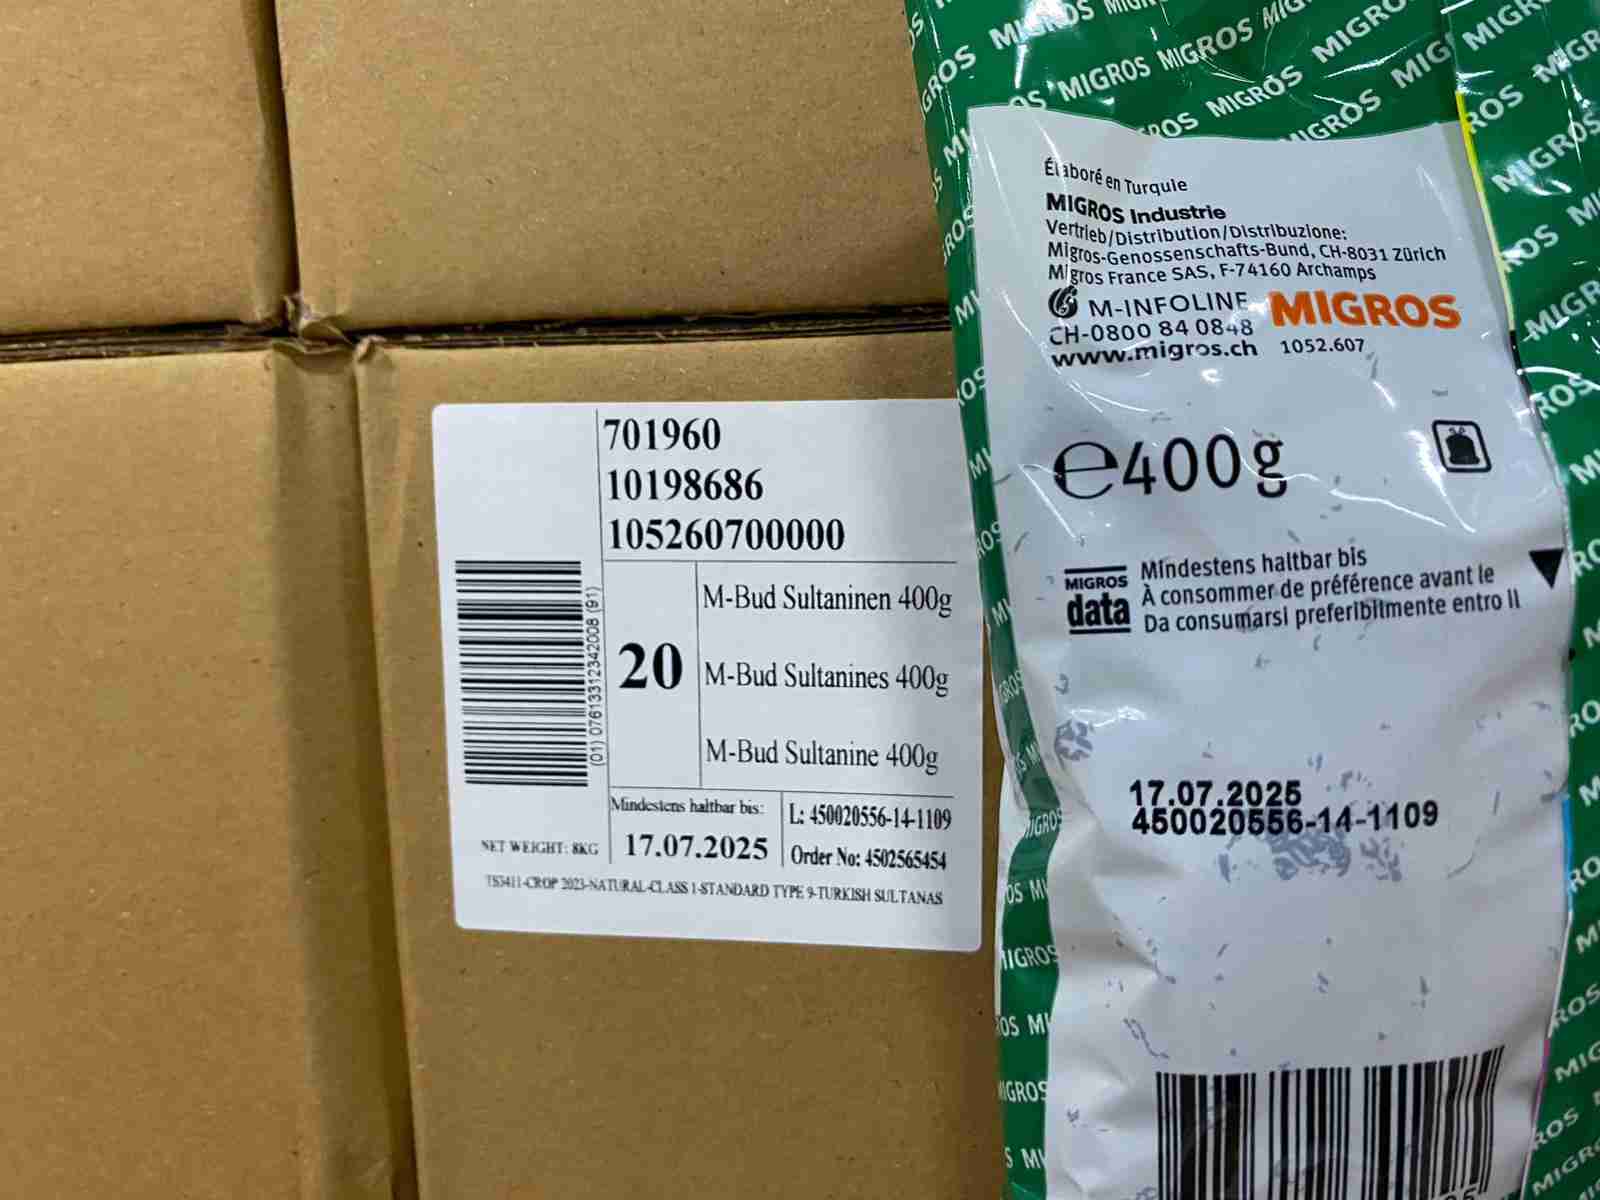 701960
10198686
105260700000
(01) 07613312342008 (91)
20
M-Bud Sultaninen 400g
M-Bud Sultanines 400g
M-Bud Sultanine 400g
NET WEIGHT: 8KG
Mindestens haltbar bis:
17.07.2025
L: 450020556-14-1109
Order No: 4502565454
TS3411-CROP 2023-NATURAL-CLASS 1-STANDARD TYPE 9-TURKISH SULTANAS
MIGROS MIGROS MIGROS
Élaboré en Turquie
MIGROS Industrie
Vertrieb/Distribution/Distribuzione:
Migros-Genossenschafts-Bund, CH-8031 Zürich
Migros France SAS, F-74160 Archamps
M-INFOLINE MIGROS
CH-0800 84 0848
www.migros.ch 1052.607
e400g
MIGROS
data
Mindestens haltbar bis
À consommer de préférence avant le
Da consumarsi preferibilmente entro il
17.07.2025
450020556-14-1109